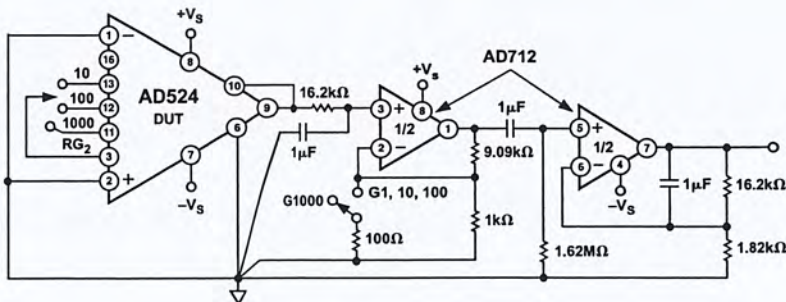 +VS
1
−
16
10
13
100
12
1000
11
RG2
3
2
+
AD524
DUT
8
10
9
6
7
−VS
16.2kΩ
1µF
AD712
+VS
3
+
8
1/2
1
2
−
G1, 10, 100
G1000
100Ω
9.09kΩ
1kΩ
1µF
1.62MΩ
5
+
1/2
7
6
−
4
−VS
1µF
16.2kΩ
1.82kΩ